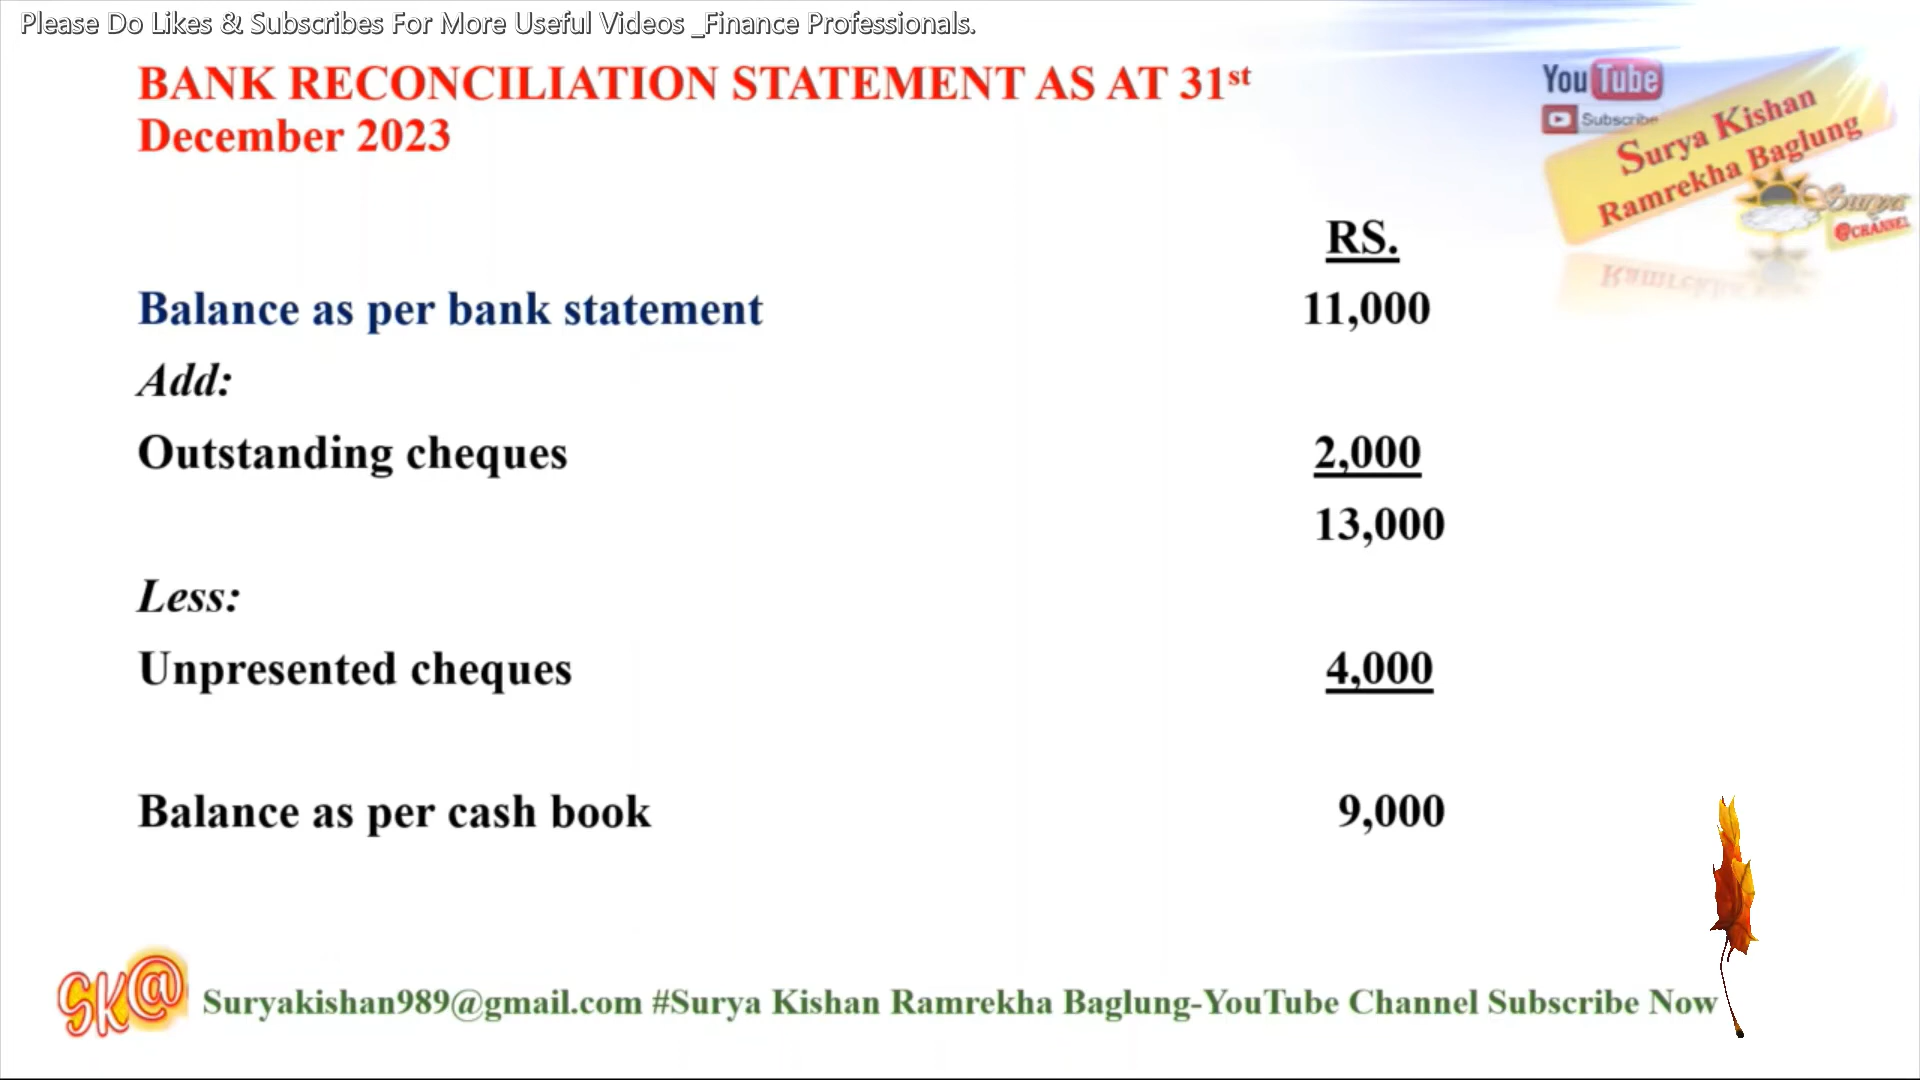 Please Do Likes & Subscribes For More Useful Videos _Finance Professionals.
BANK RECONCILIATION STATEMENT AS AT 31st
December 2023
You Tube
Subscribe
Surya Kishan
Ramrekha Baglung
Surya
@CHANNEL
RS.
Balance as per bank statement 11,000
Add:
Outstanding cheques 2,000
13,000
Less:
Unpresented cheques 4,000
Balance as per cash book 9,000
SK@
Suryakishan989@gmail.com #Surya Kishan Ramrekha Baglung-YouTube Channel Subscribe Now